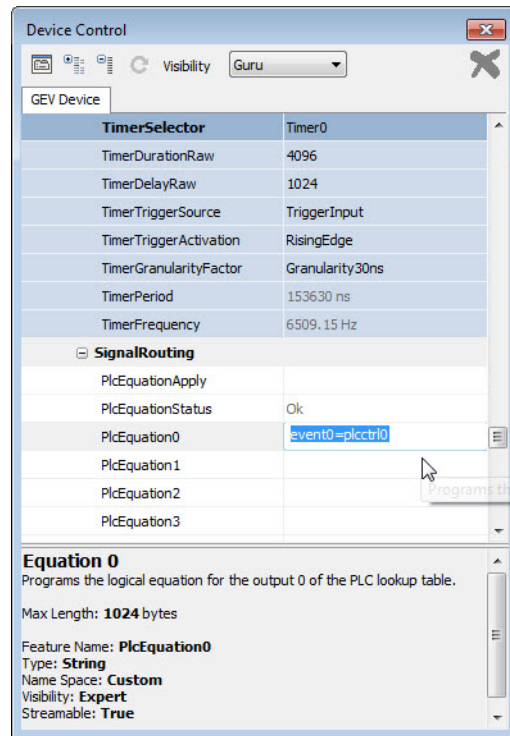 Device Control
Visibility Guru
GEV Device
TimerSelector Timer0
TimerDurationRaw 4096
TimerDelayRaw 1024
TimerTriggerSource TriggerInput
TimerTriggerActivation RisingEdge
TimerGranularityFactor Granularity30ns
TimerPeriod 153630 ns
TimerFrequency 6509.15 Hz
SignalRouting
PlcEquationApply
PlcEquationStatus Ok
PlcEquation0 event0=plcctrl0
PlcEquation1
PlcEquation2 Programs th
PlcEquation3
Equation 0
Programs the logical equation for the output 0 of the PLC lookup table.
Max Length: 1024 bytes
Feature Name: PlcEquation0
Type: String
Name Space: Custom
Visibility: Expert
Streamable: True